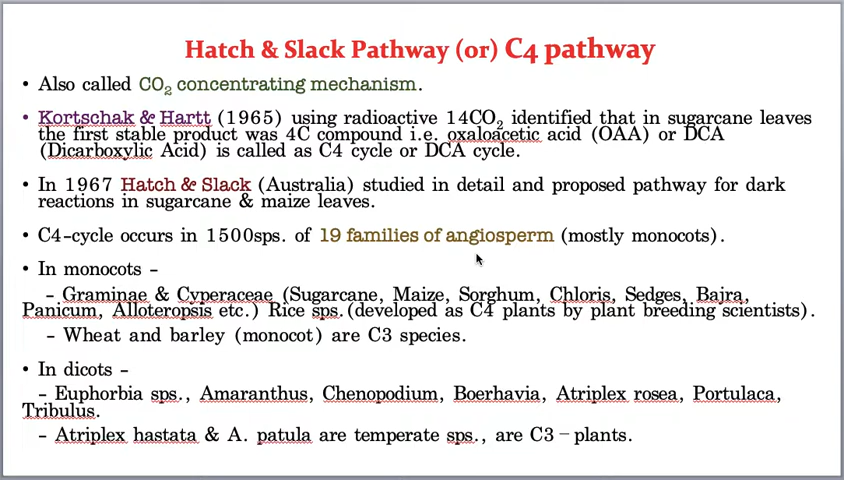 Hatch & Slack Pathway (or) C4 pathway
• Also called CO₂ concentrating mechanism.
• Kortschak & Hartt (1965) using radioactive 14CO₂ identified that in sugarcane leaves
the first stable product was 4C compound i.e. oxaloacetic acid (OAA) or DCA
(Dicarboxylic Acid) is called as C4 cycle or DCA cycle.
• In 1967 Hatch & Slack (Australia) studied in detail and proposed pathway for dark
reactions in sugarcane & maize leaves.
• C4-cycle occurs in 1500sps. of 19 families of angiosperm (mostly monocots).
• In monocots –
- Graminae & Cyperaceae (Sugarcane, Maize, Sorghum, Chloris, Sedges, Bajra,
Panicum, Alloteropsis etc.) Rice sps.(developed as C4 plants by plant breeding scientists).
- Wheat and barley (monocot) are C3 species.
• In dicots –
- Euphorbia sps., Amaranthus, Chenopodium, Boerhavia, Atriplex rosea, Portulaca,
Tribulus.
- Atriplex hastata & A. patula are temperate sps., are C3 – plants.